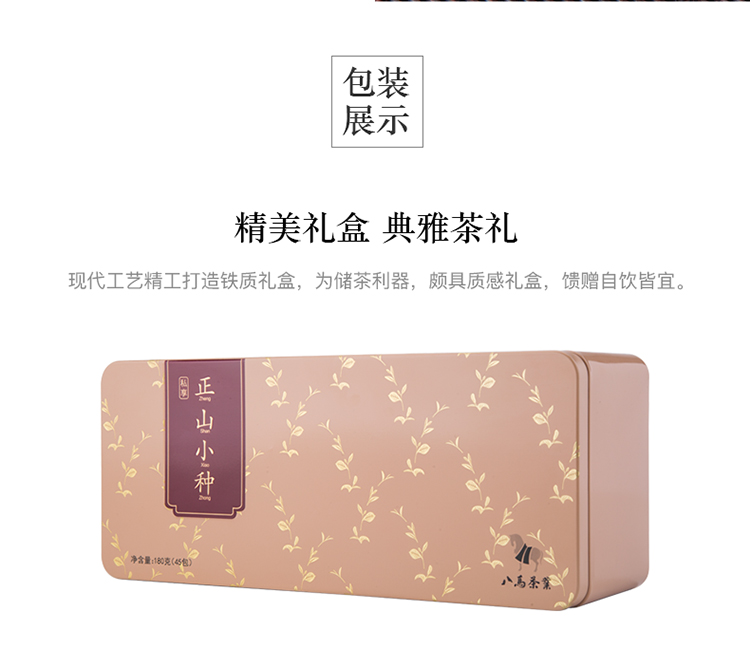 包装
展示
精美礼盒 典雅茶礼
现代工艺精工打造铁质礼盒，为储茶利器，颇具质感礼盒，馈赠自饮皆宜。
私享
正
Zheng
山
Shan
小
Xiao
种
Zhong
净含量:180克(45包)
八馬茶業